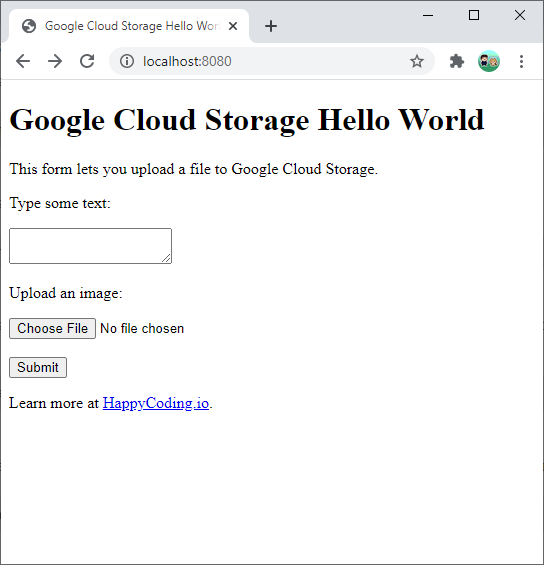 Google Cloud Storage Hello Wor
localhost:8080
Google Cloud Storage Hello World
This form lets you upload a file to Google Cloud Storage.
Type some text:
Upload an image:
Choose File No file chosen
Submit
Learn more at HappyCoding.io.